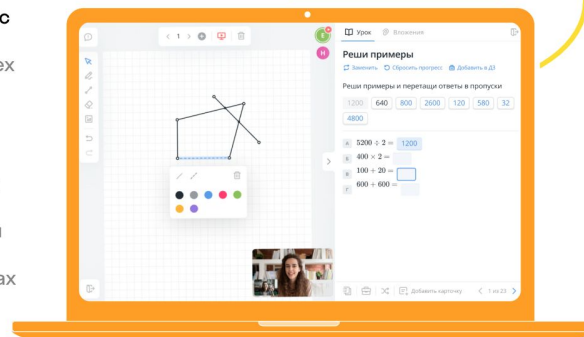 с
ех
ах
< 1 >
Е
Н
Урок
Вложения
Реши примеры
Заменить
Сбросить прогресс
Добавить в ДЗ
Реши примеры и перетащи ответы в пропуски
1200 640 800 2600 120 580 32
4800
А 5200 ÷ 2 = 1200
Б 400 × 2 =
В 100 + 20 =
Г 600 + 600 =
Добавить карточку
< 1 из 23 >